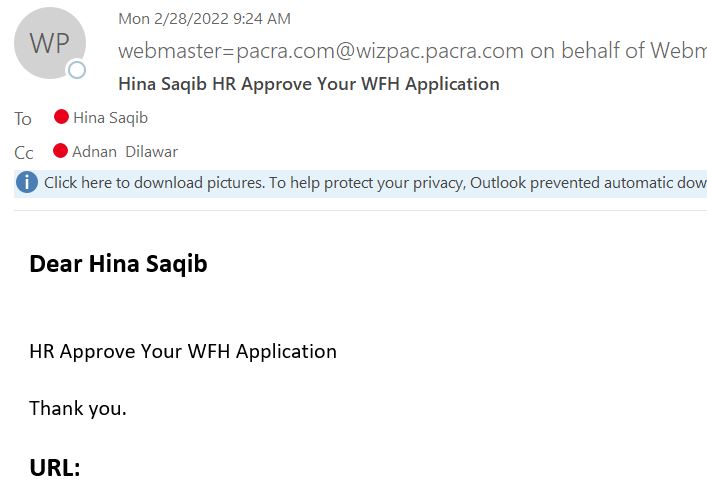 WP
Mon 2/28/2022 9:24 AM
webmaster=pacra.com@wizpac.pacra.com on behalf of Webm
Hina Saqib HR Approve Your WFH Application
To Hina Saqib
Cc Adnan Dilawar
Click here to download pictures. To help protect your privacy, Outlook prevented automatic dow
Dear Hina Saqib
HR Approve Your WFH Application
Thank you.
URL: